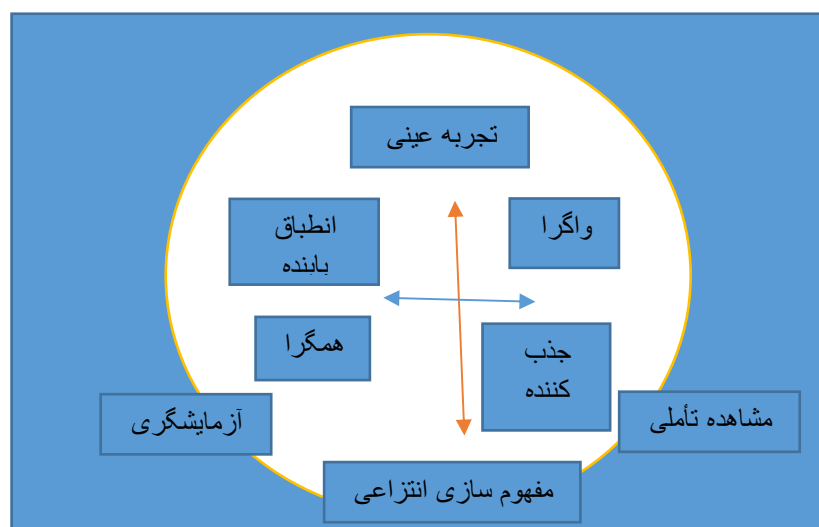 تجربه عینی
واگرا
انطباق
یابنده
همگرا
جذب
کننده
مشاهده تأملی
آزمایشگری
مفهوم سازی انتزاعی